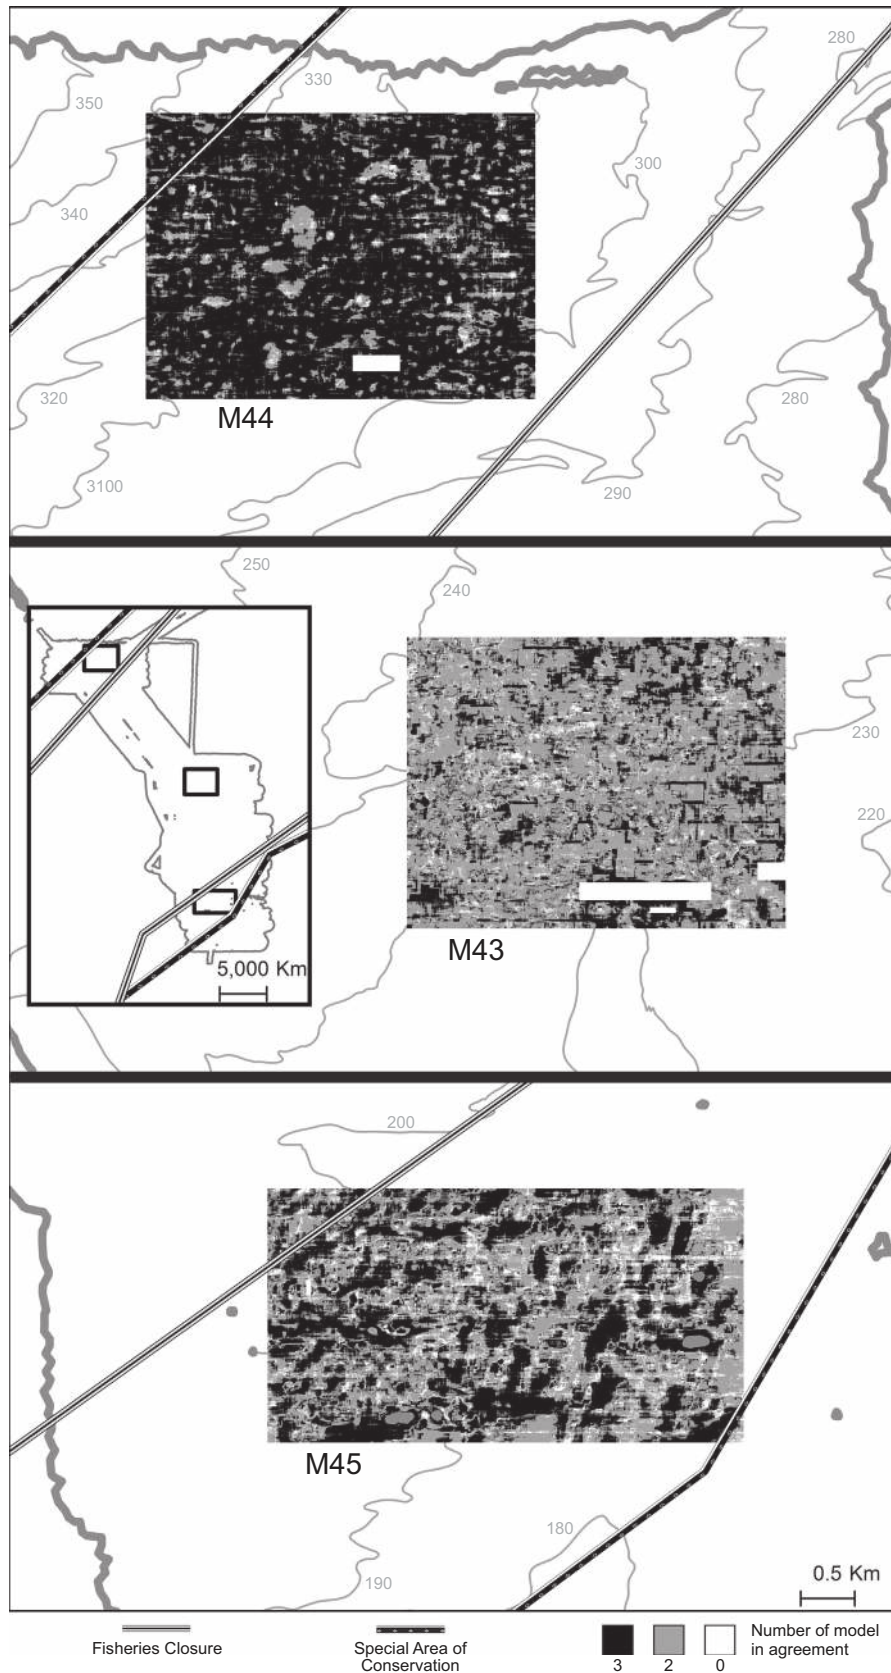 280
330
350
300
340
320
280
M44
3100
290
250
240
230
220
M43
5,000 Km
200
M45
180
190
0.5 Km
Fisheries Closure
Special Area of
Conservation
3 2 0
Number of model
in agreement